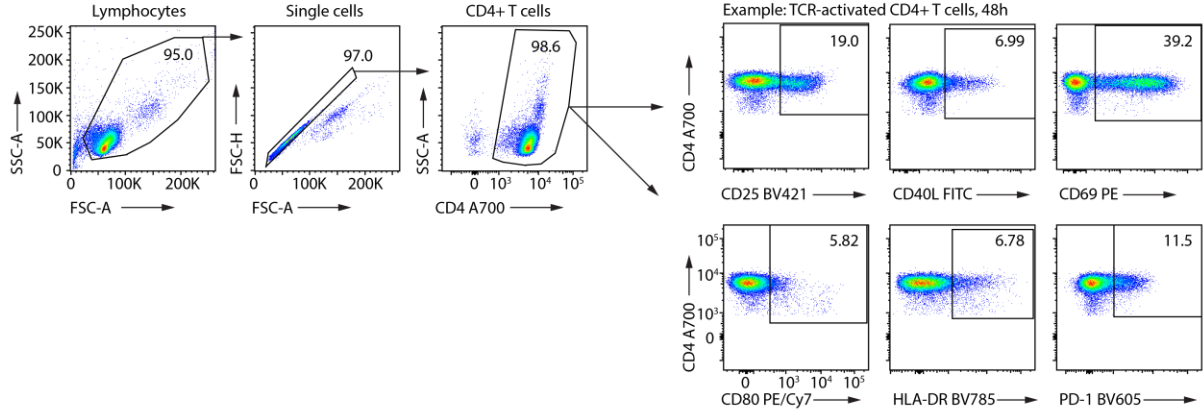 Lymphocytes
Single cells
CD4+ T cells
Example: TCR-activated CD4+ T cells, 48h
250K
200K
150K
100K
50K
0
SSC-A
95.0
0 100K 200K
FSC-A
FSC-H
97.0
0 100K 200K
FSC-A
SSC-A
98.6
0 10³ 10⁴ 10⁵
CD4 A700
CD4 A700
19.0
6.99
39.2
CD25 BV421
CD40L FITC
CD69 PE
10⁵
10⁴
10³
0
CD4 A700
5.82
6.78
11.5
0 10³ 10⁴ 10⁵
CD80 PE/Cy7
HLA-DR BV785
PD-1 BV605